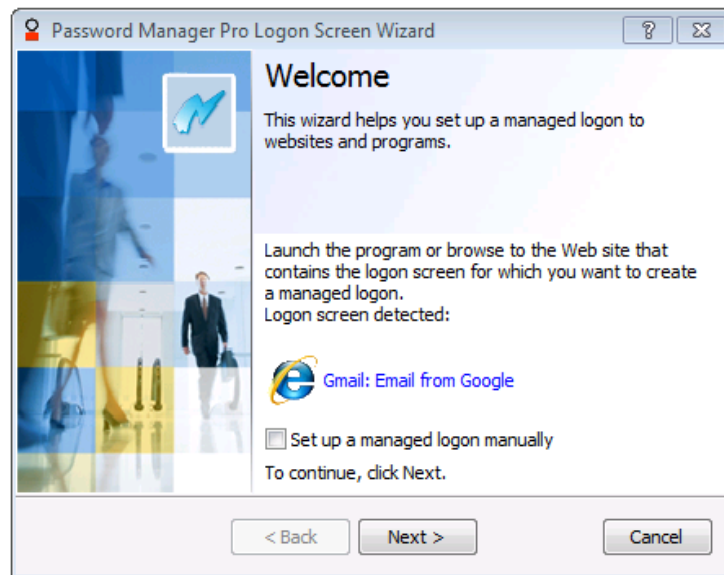 Password Manager Pro Logon Screen Wizard
Welcome
This wizard helps you set up a managed logon to
websites and programs.
Launch the program or browse to the Web site that
contains the logon screen for which you want to create
a managed logon.
Logon screen detected:
Gmail: Email from Google
Set up a managed logon manually
To continue, click Next.
< Back
Next >
Cancel